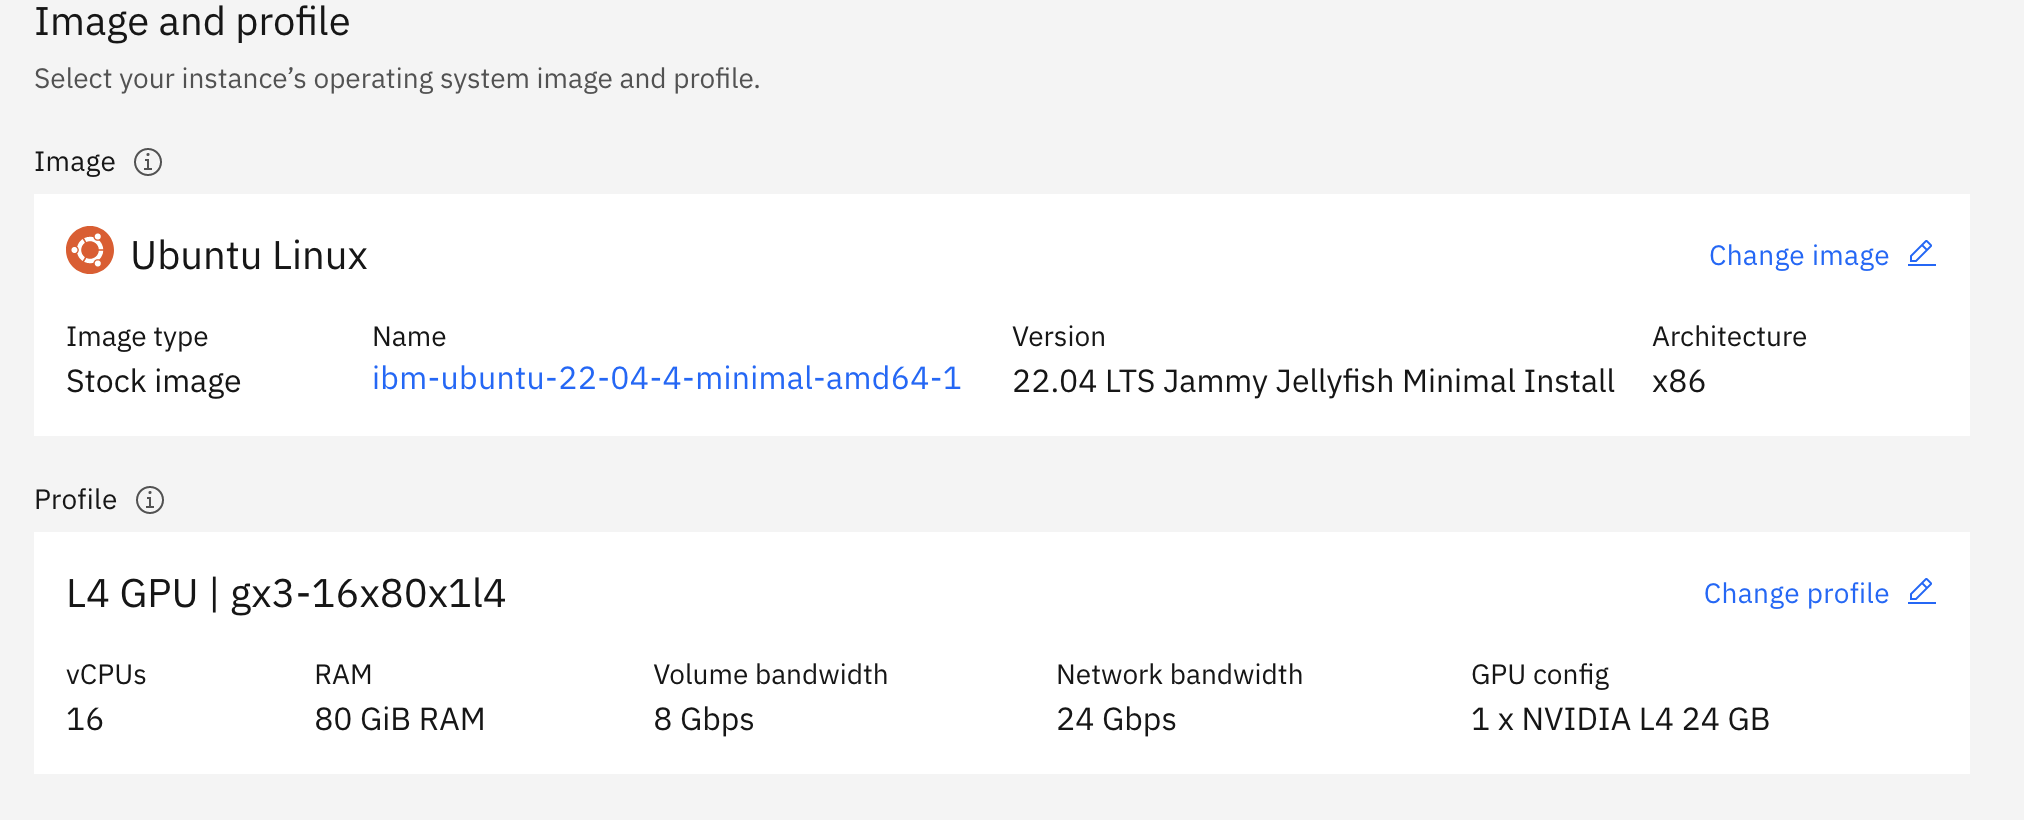 Image and profile
Select your instance’s operating system image and profile.
Image
Ubuntu Linux
Change image
Image type
Name
Version
Architecture
Stock image
ibm-ubuntu-22-04-4-minimal-amd64-1
22.04 LTS Jammy Jellyfish Minimal Install
x86
Profile
L4 GPU | gx3-16x80x1l4
Change profile
vCPUs
RAM
Volume bandwidth
Network bandwidth
GPU config
16
80 GiB RAM
8 Gbps
24 Gbps
1 x NVIDIA L4 24 GB